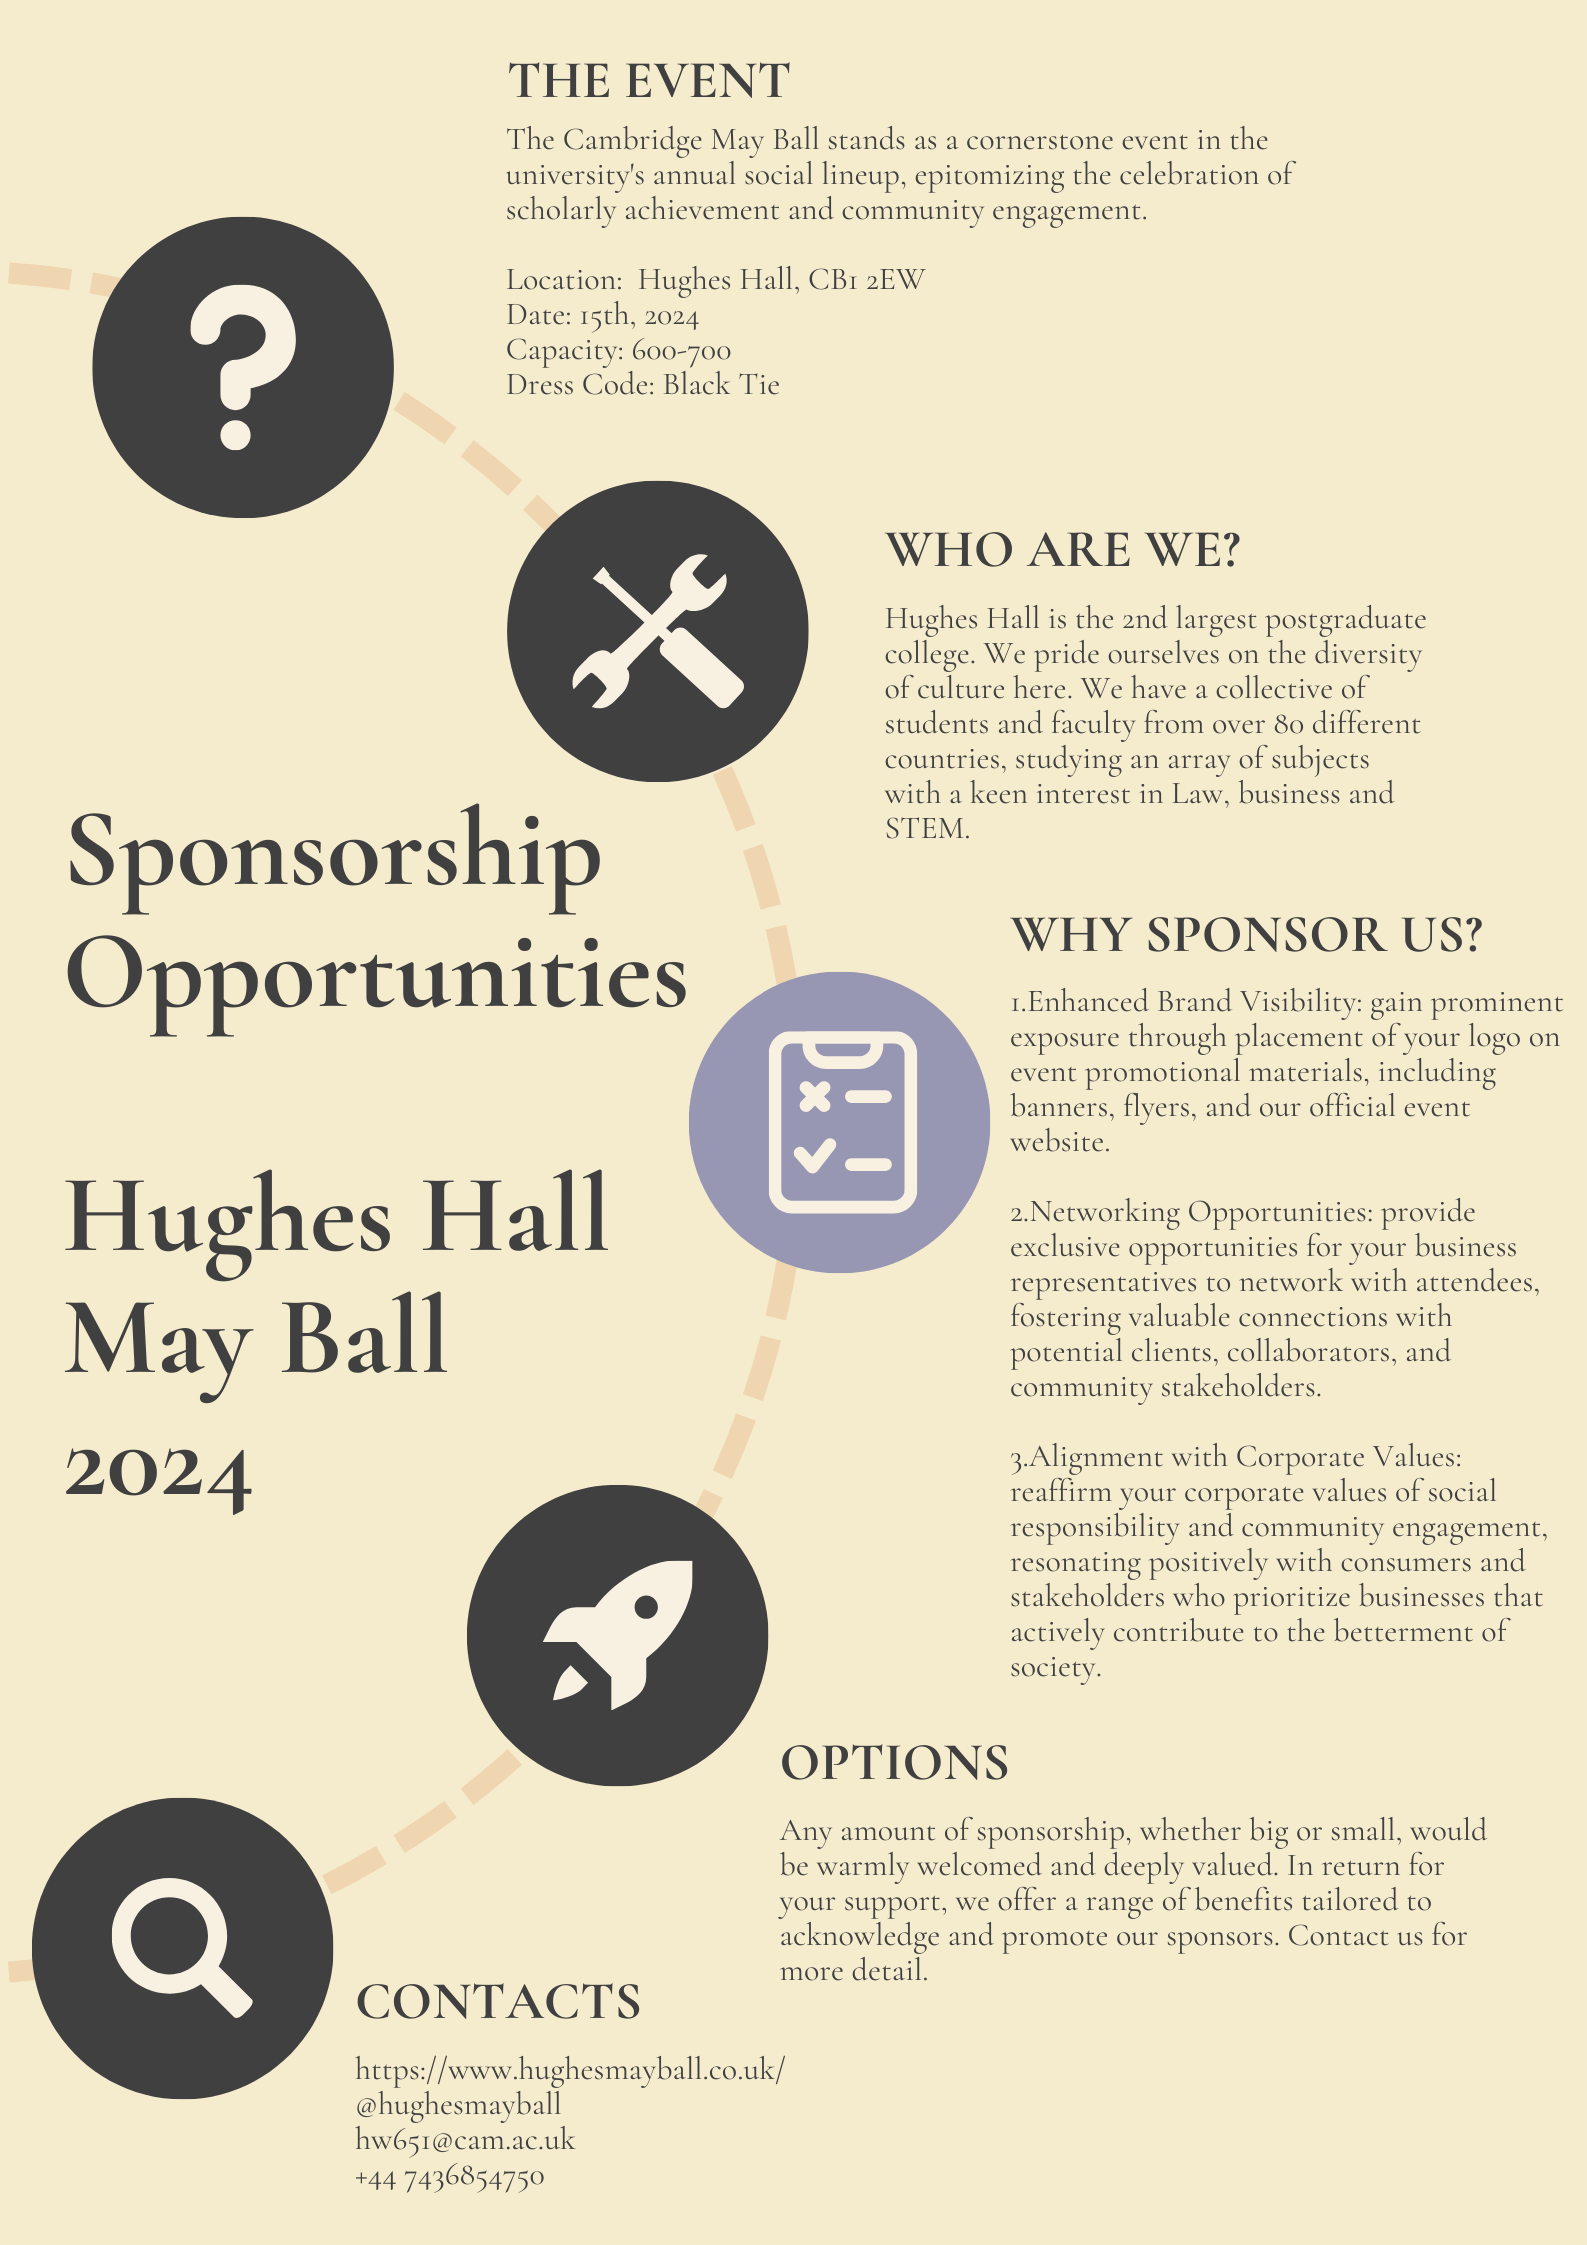 THE EVENT
The Cambridge May Ball stands as a cornerstone event in the
university's annual social lineup, epitomizing the celebration of
scholarly achievement and community engagement.
Location:  Hughes Hall, CB1 2EW
Date: 15th, 2024
Capacity: 600-700
Dress Code: Black Tie
WHO ARE WE?
Hughes Hall is the 2nd largest postgraduate
college. We pride ourselves on the diversity
of culture here. We have a collective of
students and faculty from over 80 different
countries, studying an array of subjects
with a keen interest in Law, business and
STEM.
Sponsorship
Opportunities
Hughes Hall
May Ball
2024
WHY SPONSOR US?
1.Enhanced Brand Visibility: gain prominent
exposure through placement of your logo on
event promotional materials, including
banners, flyers, and our official event
website.
2.Networking Opportunities: provide
exclusive opportunities for your business
representatives to network with attendees,
fostering valuable connections with
potential clients, collaborators, and
community stakeholders.
3.Alignment with Corporate Values:
reaffirm your corporate values of social
responsibility and community engagement,
resonating positively with consumers and
stakeholders who prioritize businesses that
actively contribute to the betterment of
society.
OPTIONS
Any amount of sponsorship, whether big or small, would
be warmly welcomed and deeply valued. In return for
your support, we offer a range of benefits tailored to
acknowledge and promote our sponsors. Contact us for
more detail.
CONTACTS
https://www.hughesmayball.co.uk/
@hughesmayball
hw651@cam.ac.uk
+44 7436854750